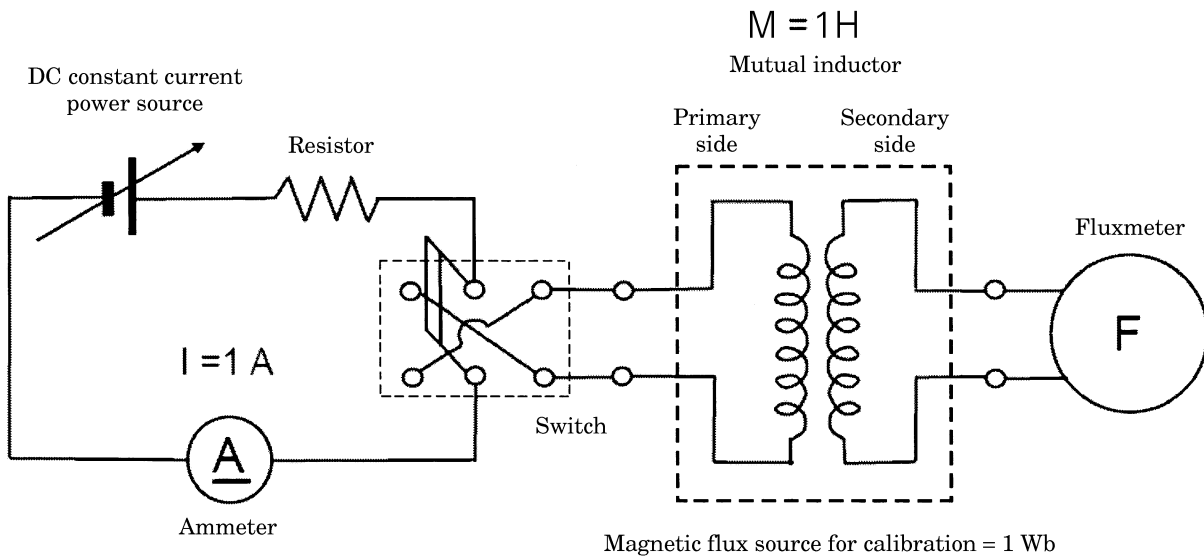 M = 1H
Mutual inductor
DC constant current
power source
Primary
side
Secondary
side
Resistor
Fluxmeter
F
I = 1 A
Switch
A
Ammeter
Magnetic flux source for calibration = 1 Wb